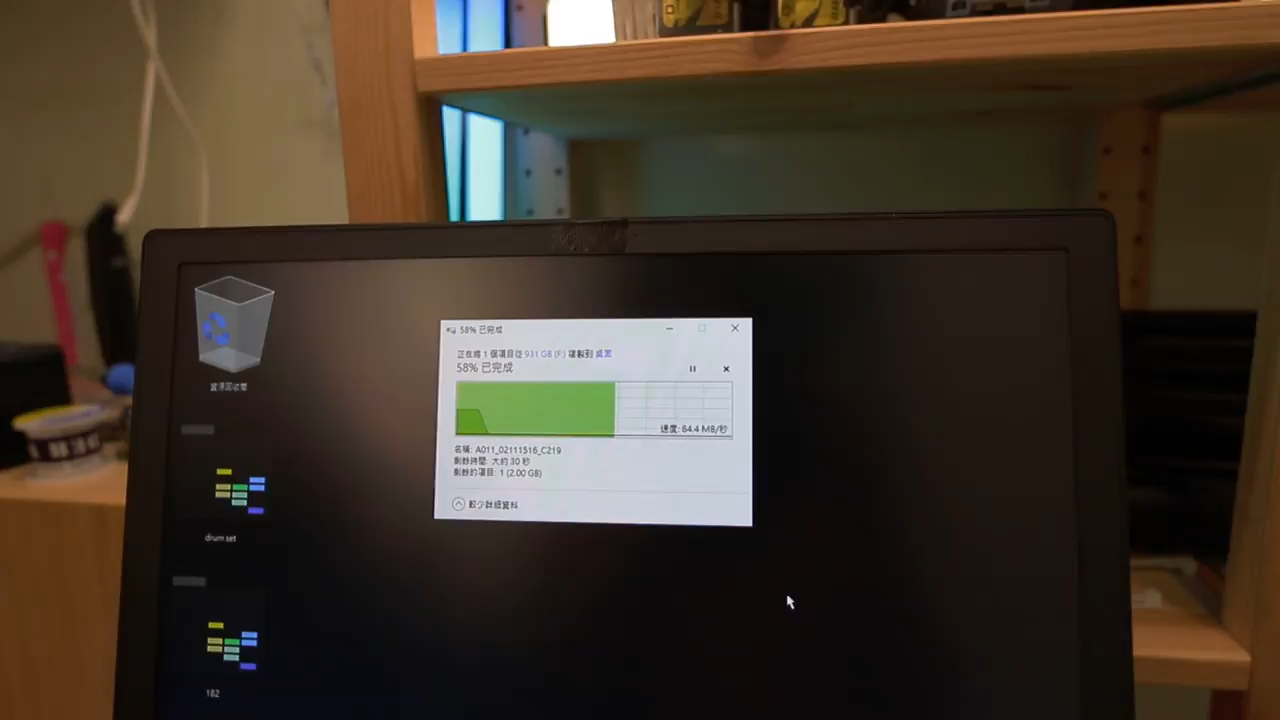 58% 已完成
正在將 1 個項目從 931 GB (F:) 複製到 桌面
58% 已完成
速度: 84.4 MB/秒
名稱: A011_02111516_C219
剩餘時間: 大約 30 秒
剩餘的項目: 1 (2.00 GB)
較少詳細資料
資源回收筒
drum set
182